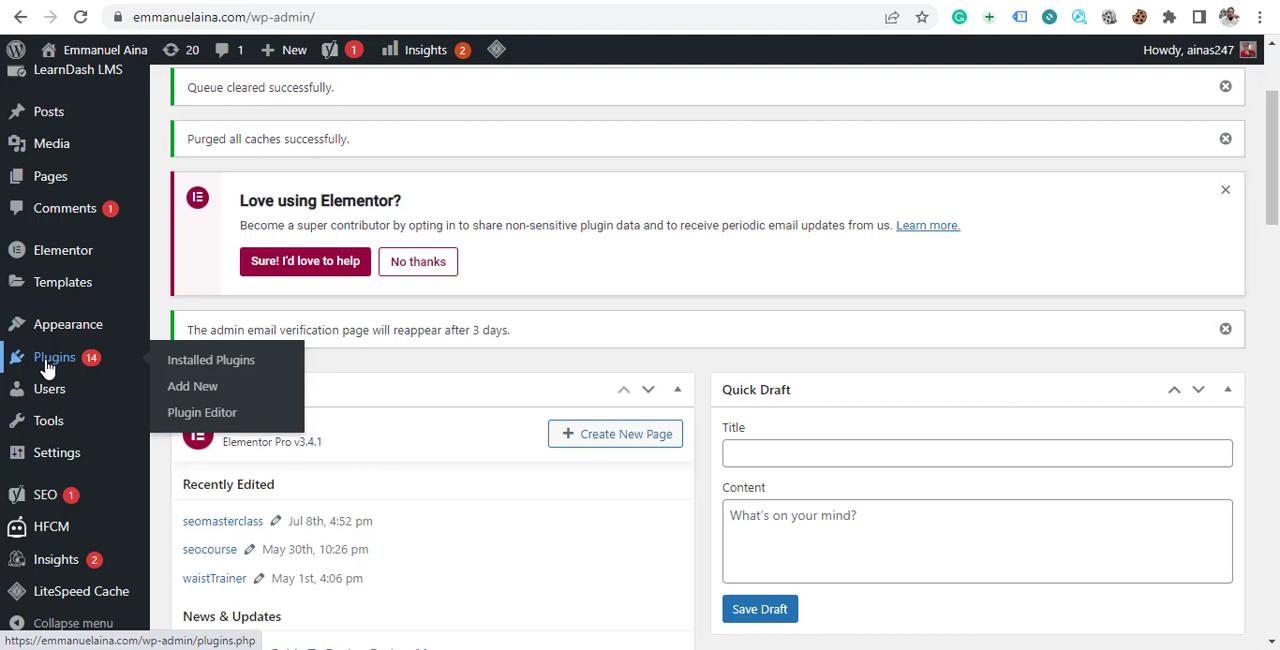 emmanuelaina.com/wp-admin/
Emmanuel Aina 20 1 New 1 Insights 2 Howdy, ainas247
LearnDash LMS
Posts
Media
Pages
Comments 1
Elementor
Templates
Appearance
Plugins 14
Users
Tools
Settings
SEO 1
HFCM
Insights 2
LiteSpeed Cache
Collapse menu
Installed Plugins
Add New
Plugin Editor
Queue cleared successfully.
Purged all caches successfully.
Love using Elementor?
Become a super contributor by opting in to share non-sensitive plugin data and to receive periodic email updates from us. Learn more.
Sure! I'd love to help No thanks
The admin email verification page will reappear after 3 days.
Elementor Pro v3.4.1
Create New Page
Recently Edited
seomasterclass Jul 8th, 4:52 pm
seocourse May 30th, 10:26 pm
waistTrainer May 1st, 4:06 pm
News & Updates
Quick Draft
Title
Content
What's on your mind?
Save Draft
https://emmanuelaina.com/wp-admin/plugins.php